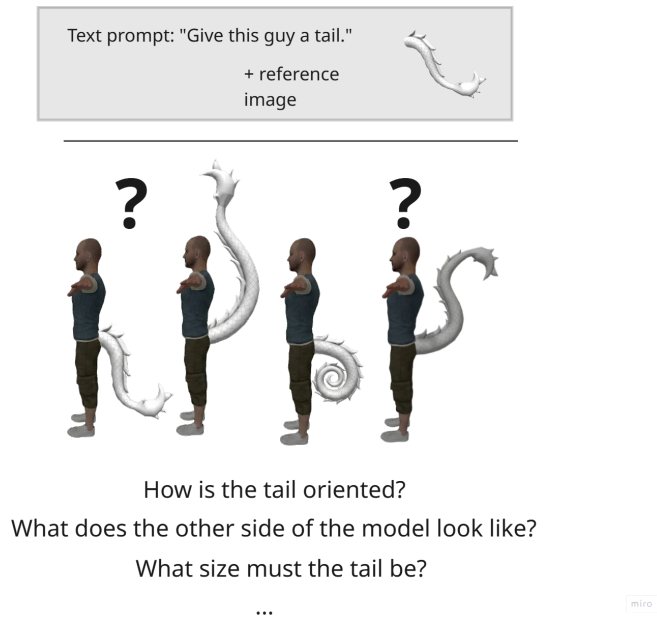 Text prompt: "Give this guy a tail."
+ reference
image
? ?
How is the tail oriented?
What does the other side of the model look like?
What size must the tail be?
...
miro